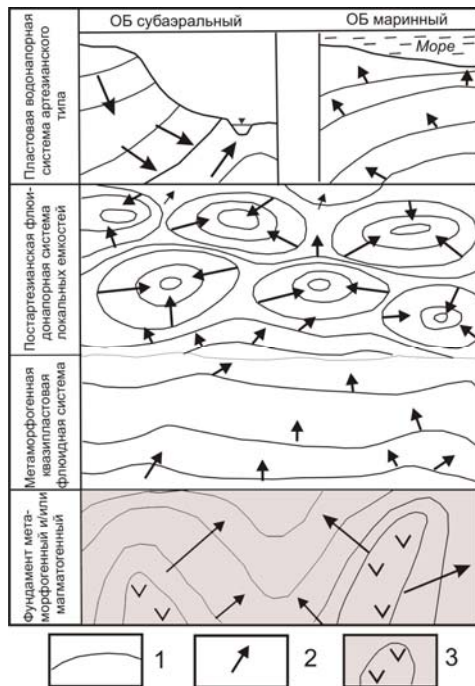 ОБ субаэральный
ОБ маринный
Море
Пластовая водонапорная
система артезианского
типа
Постартезианская флюи-
донапорная система
локальных емкостей
Метаморфогенная
квазипластовая
флюидная система
Фундамент мета-
морфогенный и/или
магматогенный
1
2
3